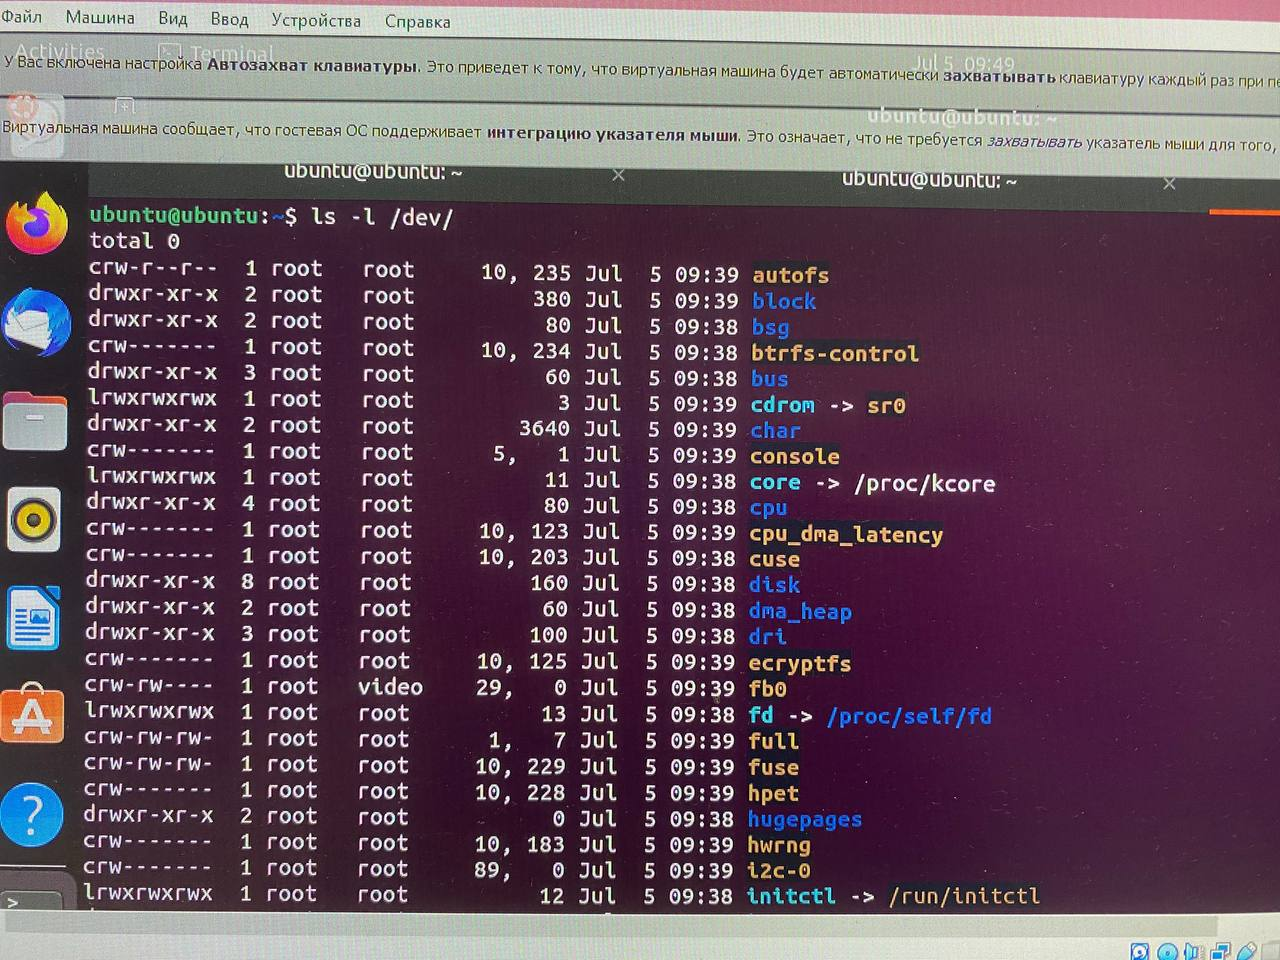 Файл Машина Вид Ввод Устройства Справка
Activities Terminal Jul 5 09:49
У Вас включена настройка Автозахват клавиатуры. Это приведет к тому, что виртуальная машина будет автоматически захватывать клавиатуру каждый раз при
ubuntu@ubuntu: ~
Виртуальная машина сообщает, что гостевая ОС поддерживает интеграцию указателя мыши. Это означает, что не требуется захватывать указатель мыши для того,
ubuntu@ubuntu: ~ × ubuntu@ubuntu: ~ ×
ubuntu@ubuntu:~$ ls -l /dev/
total 0
crw-r--r-- 1 root root 10, 235 Jul 5 09:39 autofs
drwxr-xr-x 2 root root 380 Jul 5 09:39 block
drwxr-xr-x 2 root root 80 Jul 5 09:38 bsg
crw------- 1 root root 10, 234 Jul 5 09:38 btrfs-control
drwxr-xr-x 3 root root 60 Jul 5 09:38 bus
lrwxrwxrwx 1 root root 3 Jul 5 09:39 cdrom -> sr0
drwxr-xr-x 2 root root 3640 Jul 5 09:39 char
crw------- 1 root root 5, 1 Jul 5 09:39 console
lrwxrwxrwx 1 root root 11 Jul 5 09:38 core -> /proc/kcore
drwxr-xr-x 4 root root 80 Jul 5 09:38 cpu
crw------- 1 root root 10, 123 Jul 5 09:39 cpu_dma_latency
crw------- 1 root root 10, 203 Jul 5 09:38 cuse
drwxr-xr-x 8 root root 160 Jul 5 09:38 disk
drwxr-xr-x 2 root root 60 Jul 5 09:38 dma_heap
drwxr-xr-x 3 root root 100 Jul 5 09:38 dri
crw------- 1 root root 10, 125 Jul 5 09:39 ecryptfs
crw-rw---- 1 root video 29, 0 Jul 5 09:39 fb0
lrwxrwxrwx 1 root root 13 Jul 5 09:38 fd -> /proc/self/fd
crw-rw-rw- 1 root root 1, 7 Jul 5 09:39 full
crw-rw-rw- 1 root root 10, 229 Jul 5 09:39 fuse
crw------- 1 root root 10, 228 Jul 5 09:39 hpet
drwxr-xr-x 2 root root 0 Jul 5 09:38 hugepages
crw------- 1 root root 10, 183 Jul 5 09:39 hwrng
crw------- 1 root root 89, 0 Jul 5 09:39 i2c-0
lrwxrwxrwx 1 root root 12 Jul 5 09:38 initctl -> /run/initctl